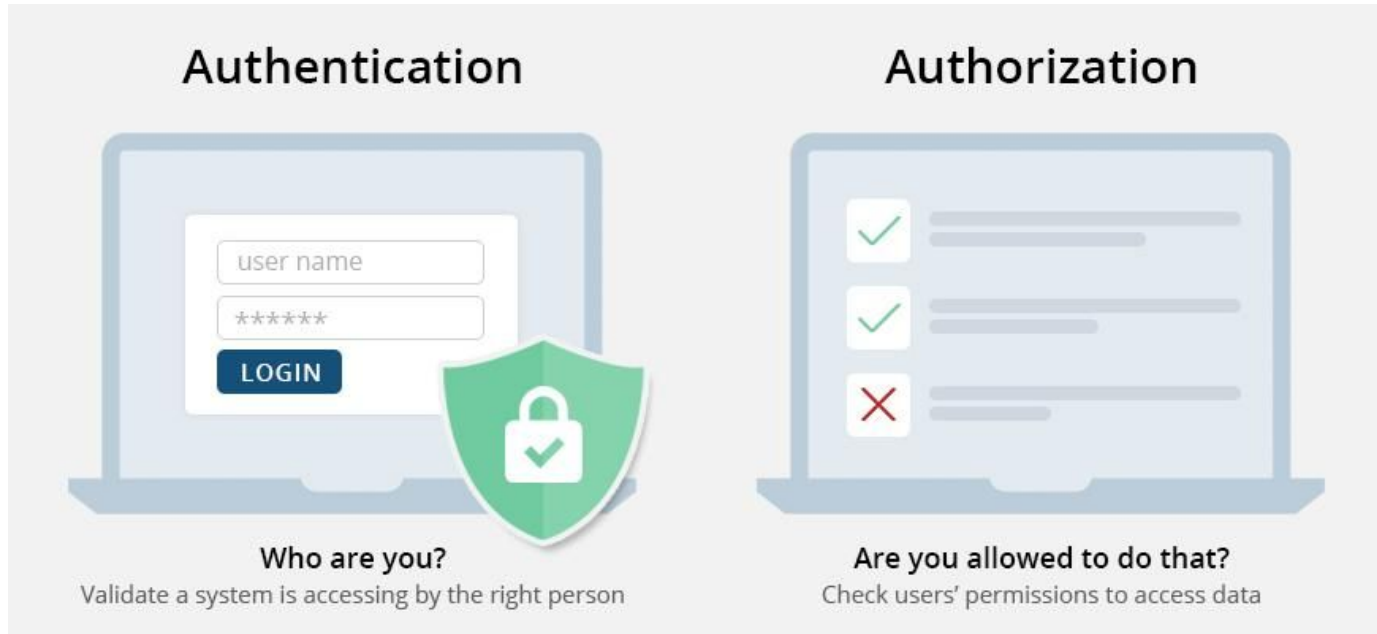 Authentication
user name
******
LOGIN
Who are you?
Validate a system is accessing by the right person
Authorization
Are you allowed to do that?
Check users' permissions to access data